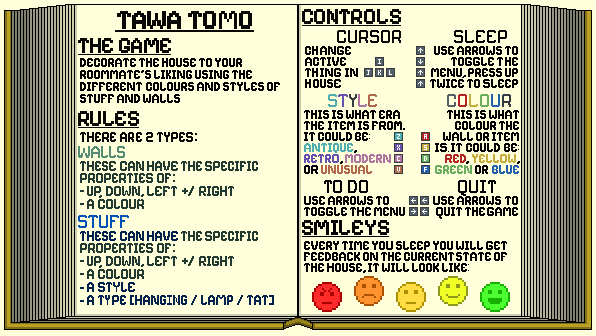 TAWA TOMO
THE GAME
DECORATE THE HOUSE TO YOUR
ROOMMATE'S LIKING USING THE
DIFFERENT COLOURS AND STYLES OF
STUFF AND WALLS
RULES
THERE ARE 2 TYPES:
WALLS
THESE CAN HAVE THE SPECIFIC
PROPERTIES OF:
- UP, DOWN, LEFT +/ RIGHT
- A COLOUR
STUFF
THESE CAN HAVE THE SPECIFIC
PROPERTIES OF:
- UP, DOWN, LEFT +/ RIGHT
- A COLOUR
- A STYLE
- A TYPE [HANGING / LAMP / TAT]
CONTROLS
CURSOR
CHANGE
ACTIVE I
THING IN J K L
HOUSE
SLEEP
↑ USE ARROWS TO
↓ TOGGLE THE
↑ MENU, PRESS UP
↑ TWICE TO SLEEP
STYLE
THIS IS WHAT ERA
THE ITEM IS FROM,
IT COULD BE: Z
ANTIQUE, X
RETRO, MODERN C
OR UNUSUAL V
COLOUR
THIS IS WHAT
COLOUR THE
A WALL OR ITEM
S IS IT COULD BE:
D RED, YELLOW,
F GREEN OR BLUE
TO DO
USE ARROWS TO ←
TOGGLE THE MENU →
QUIT
← USE ARROWS TO
→ QUIT THE GAME
SMILEYS
EVERY TIME YOU SLEEP YOU WILL GET
FEEDBACK ON THE CURRENT STATE OF
THE HOUSE, IT WILL LOOK LIKE: